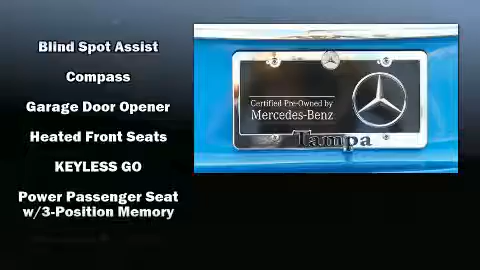 Blind Spot Assist
Compass
Garage Door Opener
Heated Front Seats
KEYLESS GO
Power Passenger Seat
w/3-Position Memory
Certified Pre-Owned by
Mercedes-Benz
Tampa